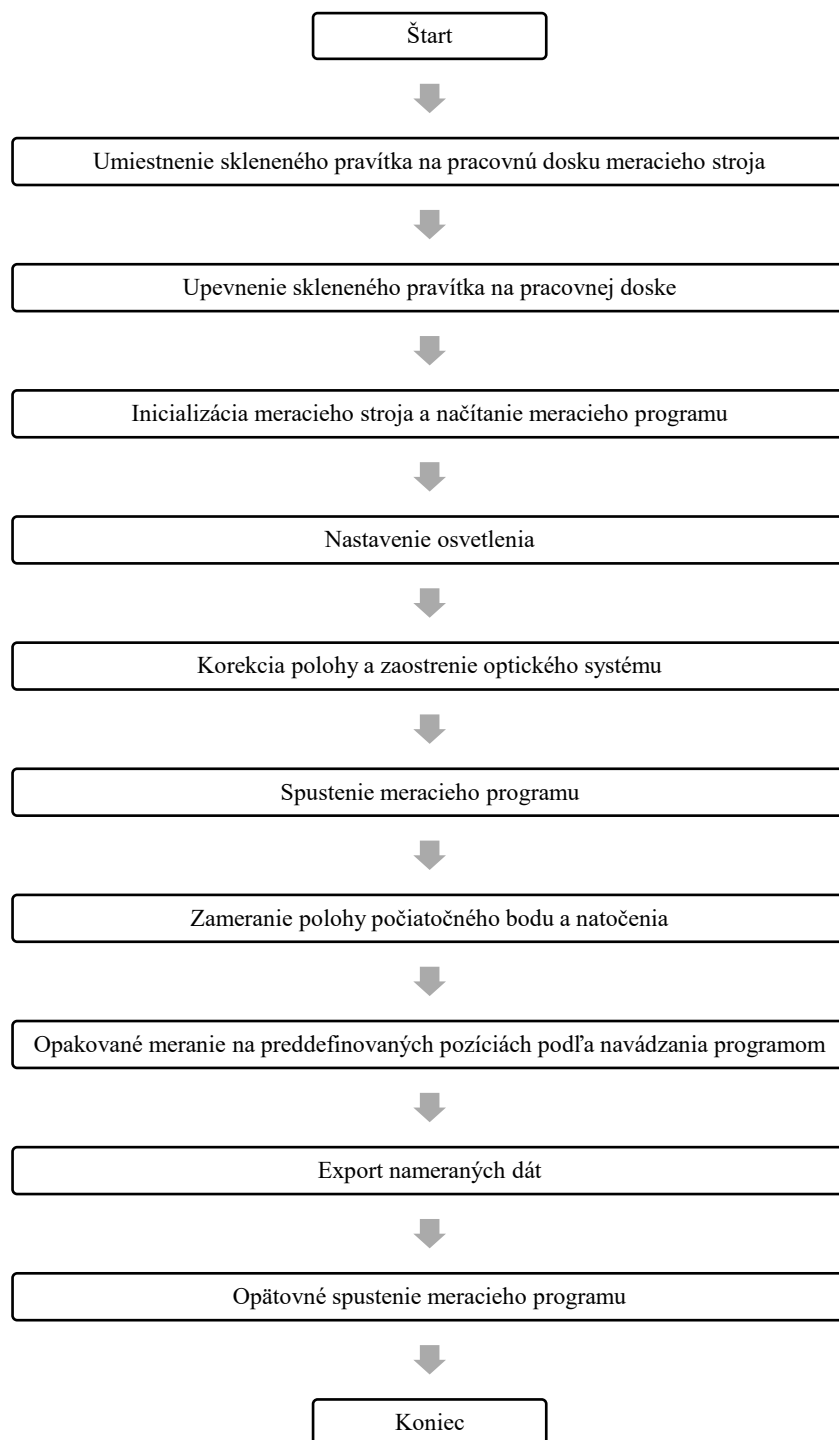 Štart
Umiestnenie skleneného pravítka na pracovnú dosku meracieho stroja
Upevnenie skleneného pravítka na pracovnej doske
Inicializácia meracieho stroja a načítanie meracieho programu
Nastavenie osvetlenia
Korekcia polohy a zaostrenie optického systému
Spustenie meracieho programu
Zameranie polohy počiatočného bodu a natočenia
Opakované meranie na preddefinovaných pozíciách podľa navádzania programom
Export nameraných dát
Opätovné spustenie meracieho programu
Koniec